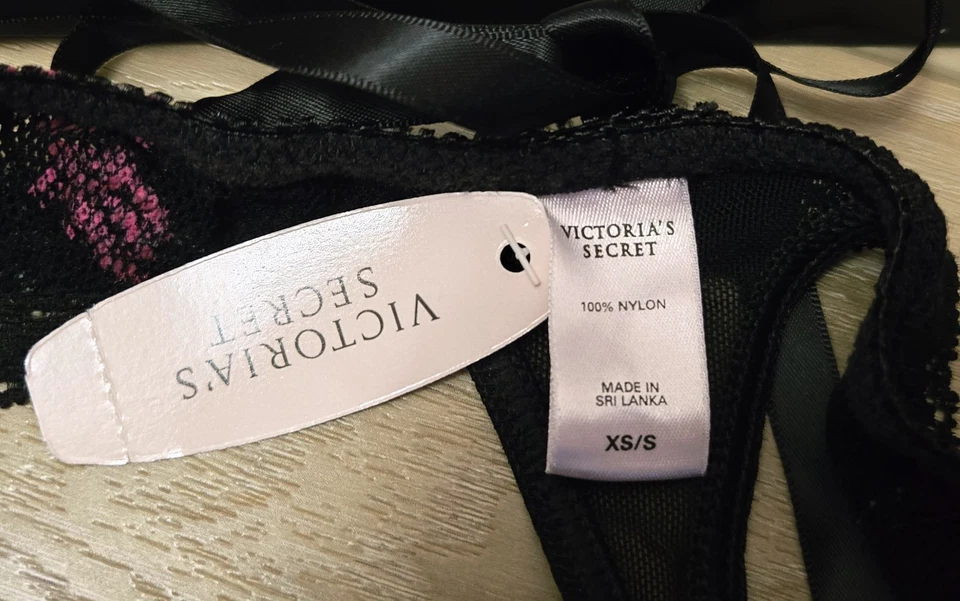 VICTORIA'S
SECRET
VICTORIA'S
SECRET
100% NYLON
MADE IN
SRI LANKA
XS/S